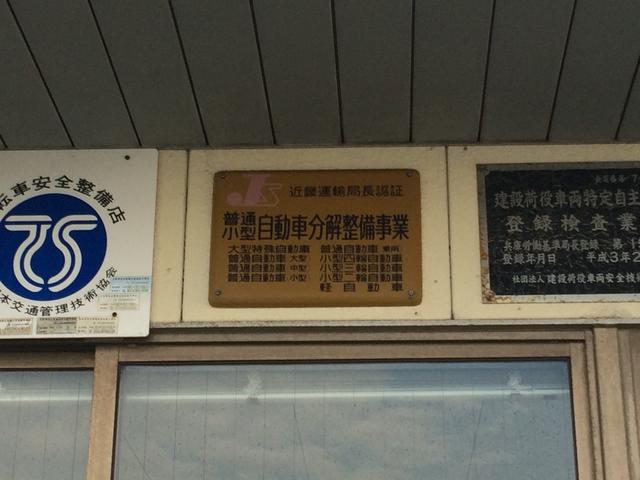 転車安全整備店
TS
本交通管理技術協会
JS 近畿運輸局長認証
普通
小型 自動車分解整備事業
大型特殊自動車 普通自動車 乗用
普通自動車 大型 小型四輪自動車
普通自動車 中型 小型三輪自動車
普通自動車 小型 小型二輪自動車
軽自動車
建設荷役車両特定自主
登録検査業
兵庫労働基準局長登録 第1
登録年月日 平成3年2
社団法人 建設荷役車両安全技